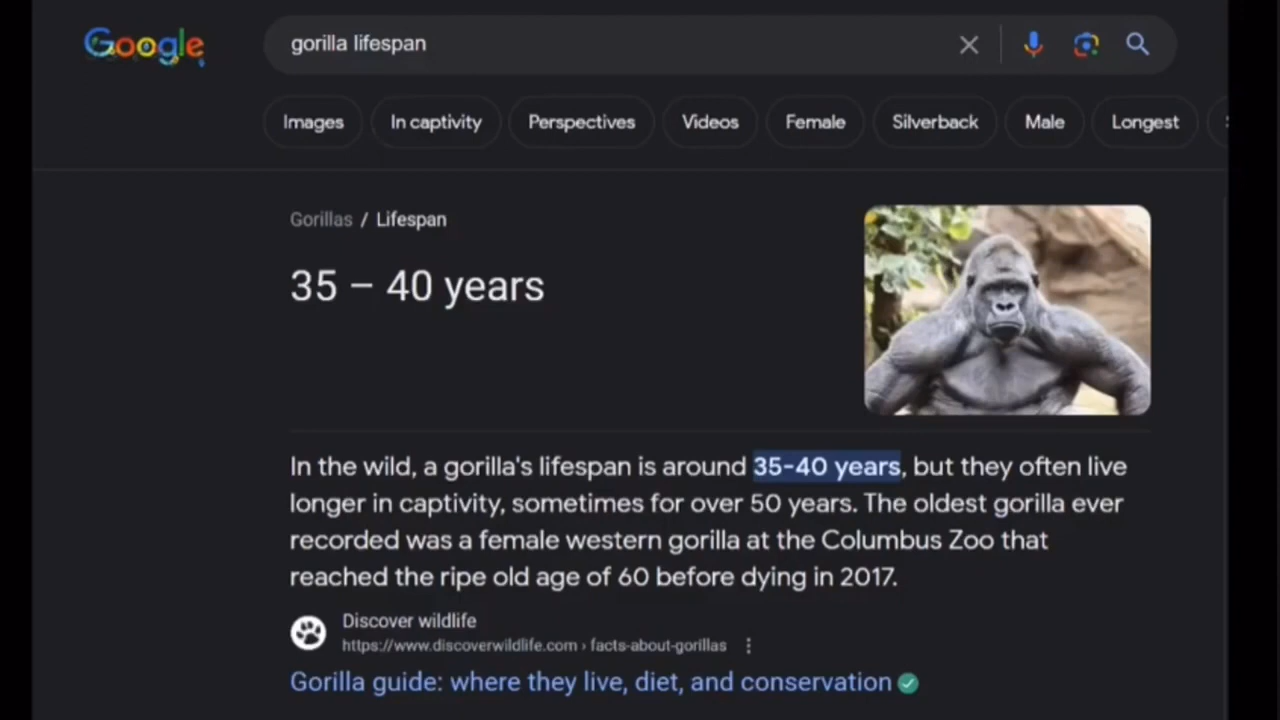 Google
gorilla lifespan
Images
In captivity
Perspectives
Videos
Female
Silverback
Male
Longest
Gorillas / Lifespan
35 – 40 years
In the wild, a gorilla's lifespan is around 35-40 years, but they often live
longer in captivity, sometimes for over 50 years. The oldest gorilla ever
recorded was a female western gorilla at the Columbus Zoo that
reached the ripe old age of 60 before dying in 2017.
Discover wildlife
https://www.discoverwildlife.com › facts-about-gorillas
Gorilla guide: where they live, diet, and conservation